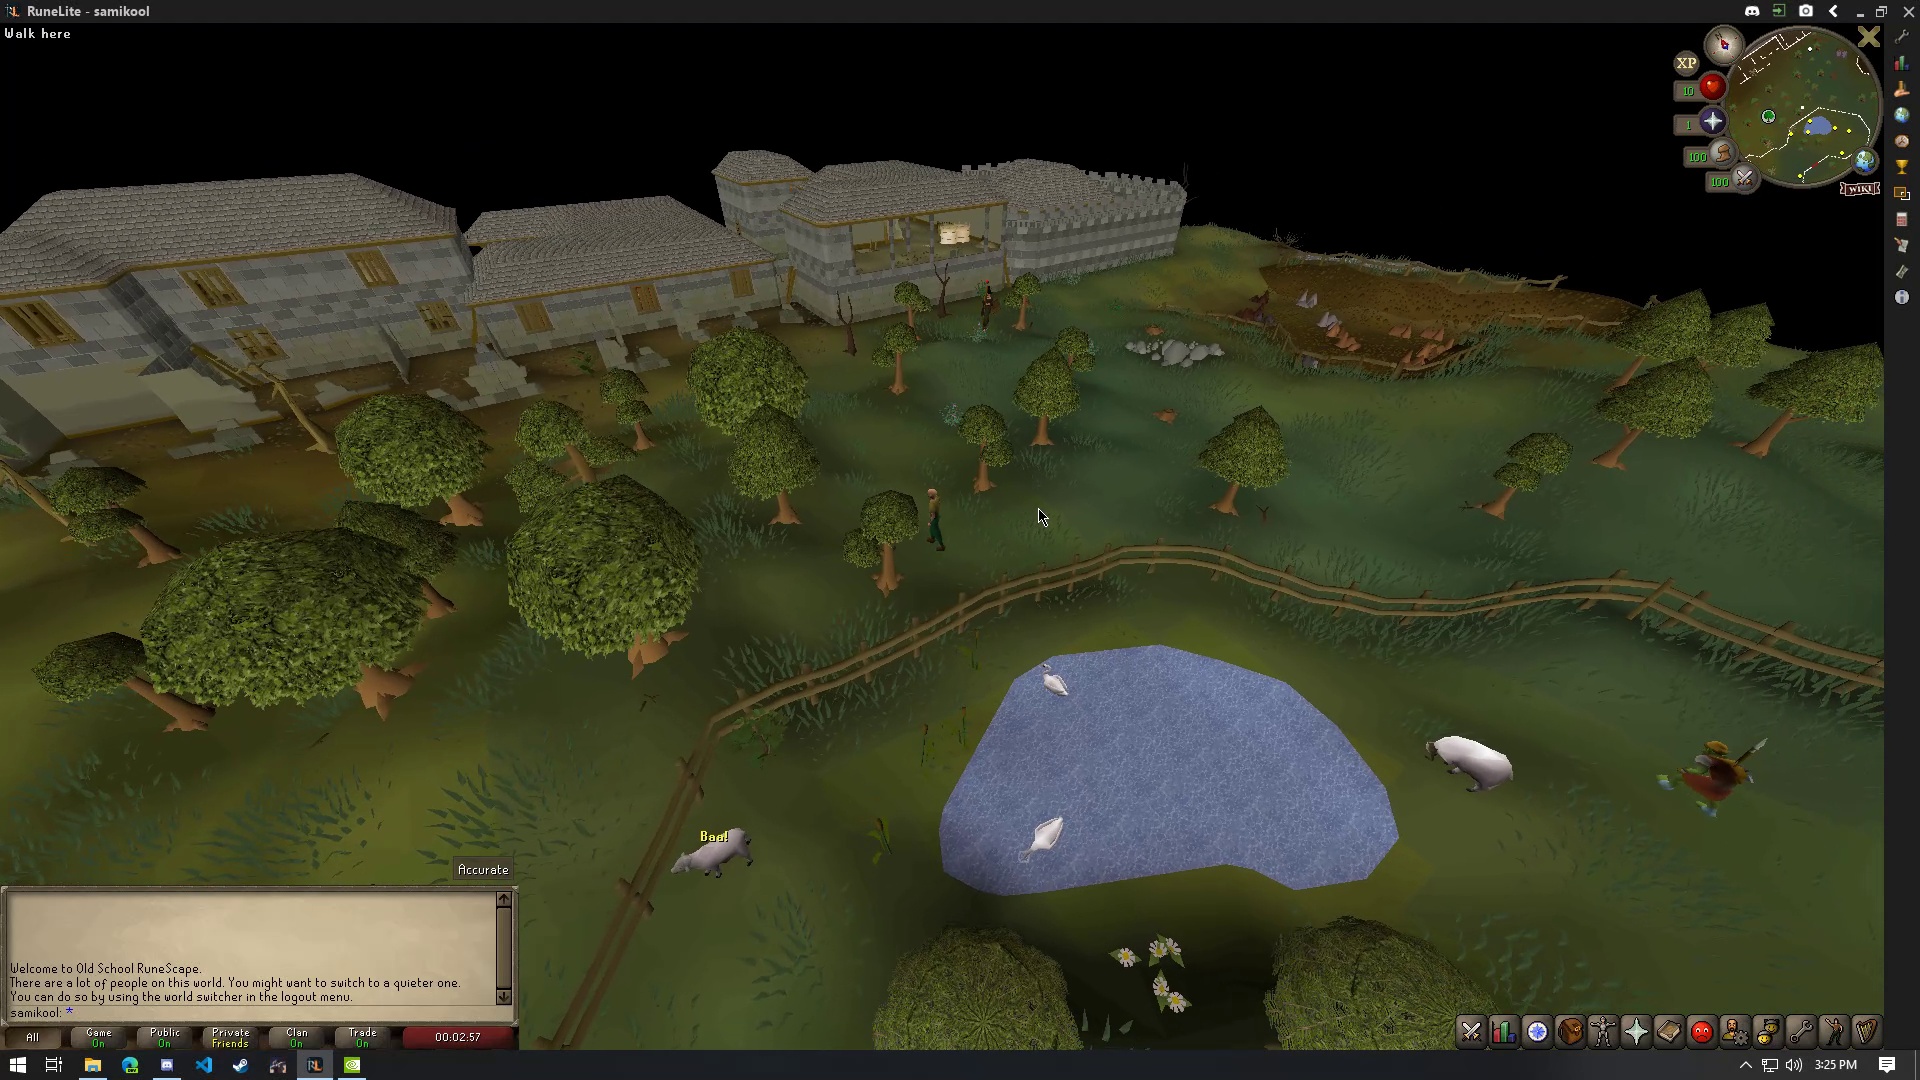 RuneLite - samikool
Walk here
XP
10
1
100
100
WIKI
Baa!
Accurate
Welcome to Old School RuneScape.
There are a lot of people on this world. You might want to switch to a quieter one.
You can do so by using the world switcher in the logout menu.
samikool: *
All
Game
On
Public
On
Private
Friends
Clan
On
Trade
On
00:02:57
3:25 PM